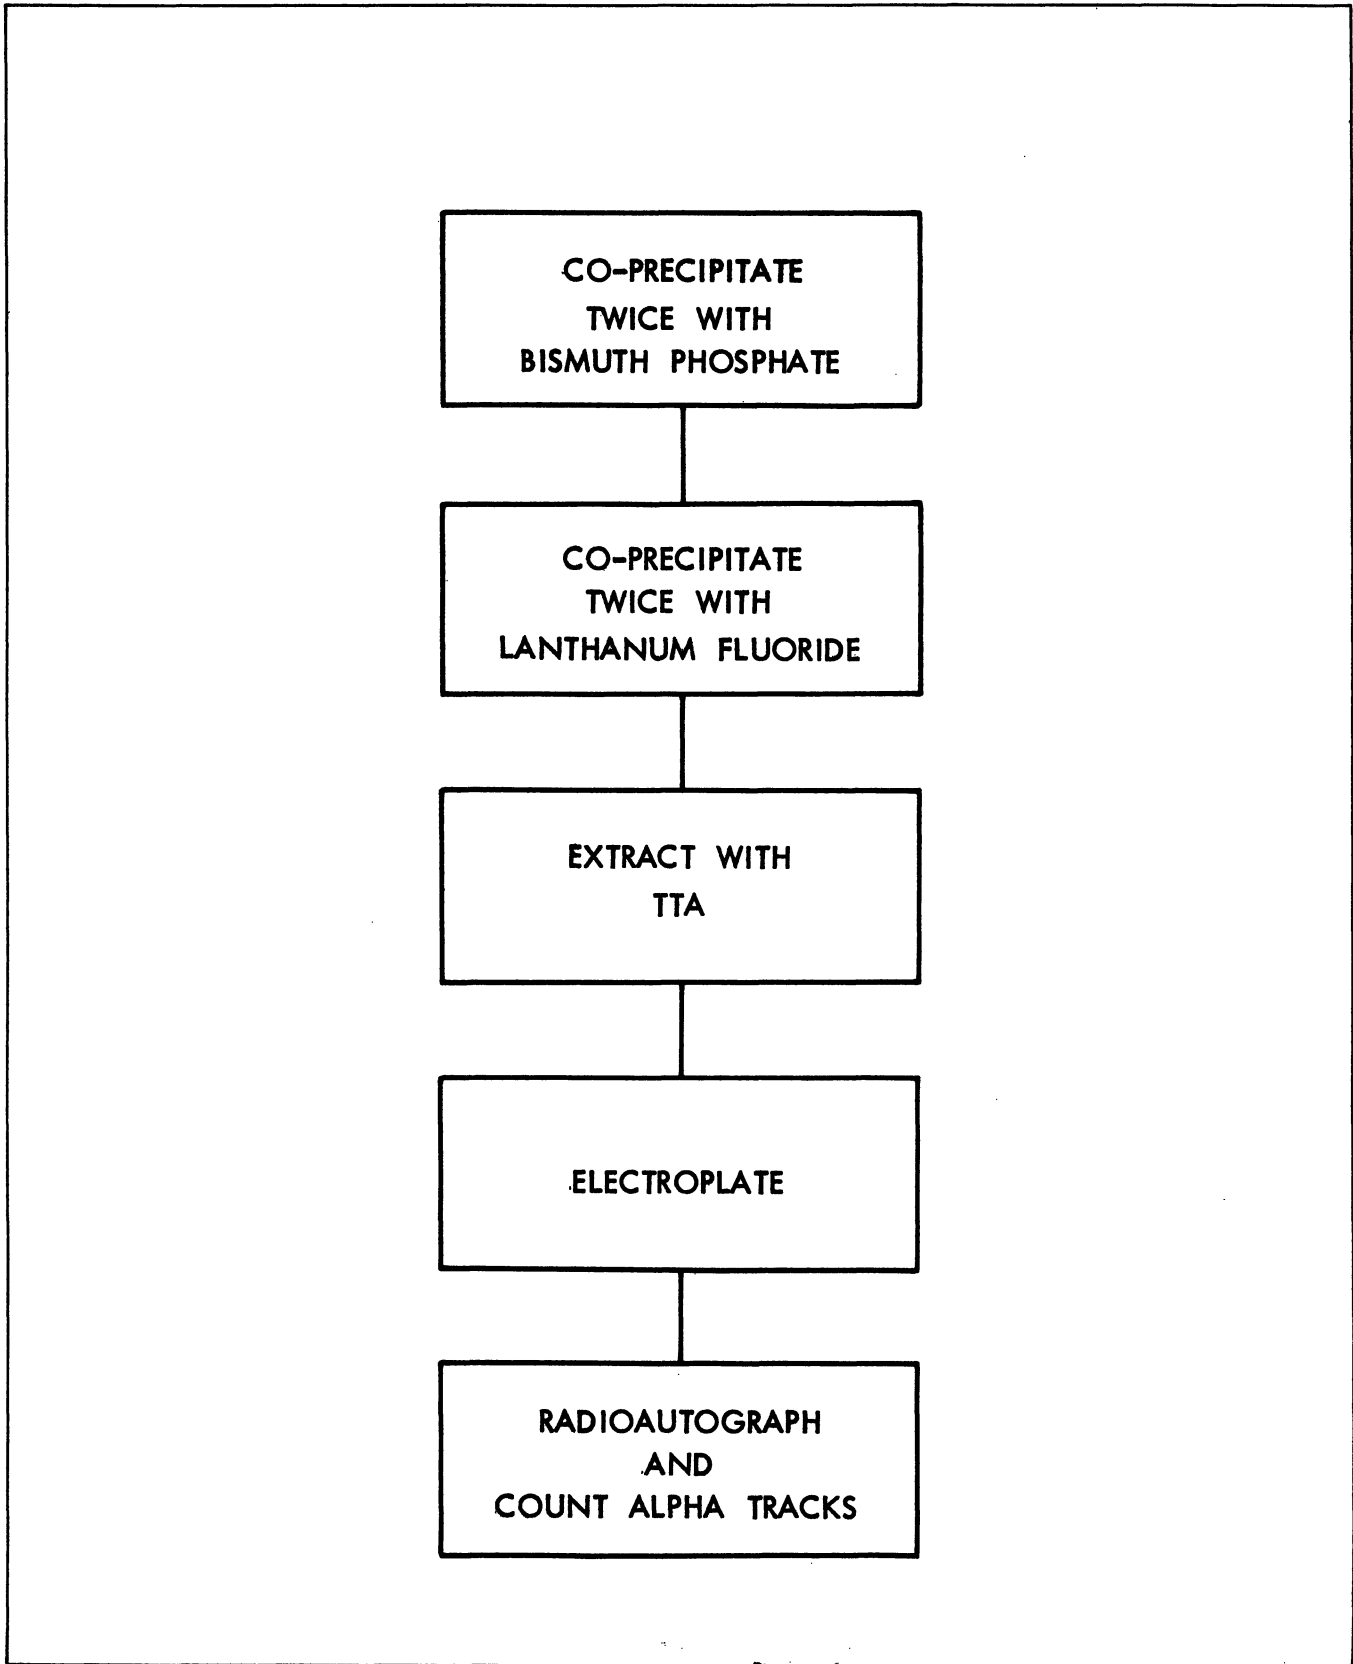 CO-PRECIPITATE
TWICE WITH
BISMUTH PHOSPHATE
CO-PRECIPITATE
TWICE WITH
LANTHANUM FLUORIDE
EXTRACT WITH
TTA
ELECTROPLATE
RADIOAUTOGRAPH
AND
COUNT ALPHA TRACKS